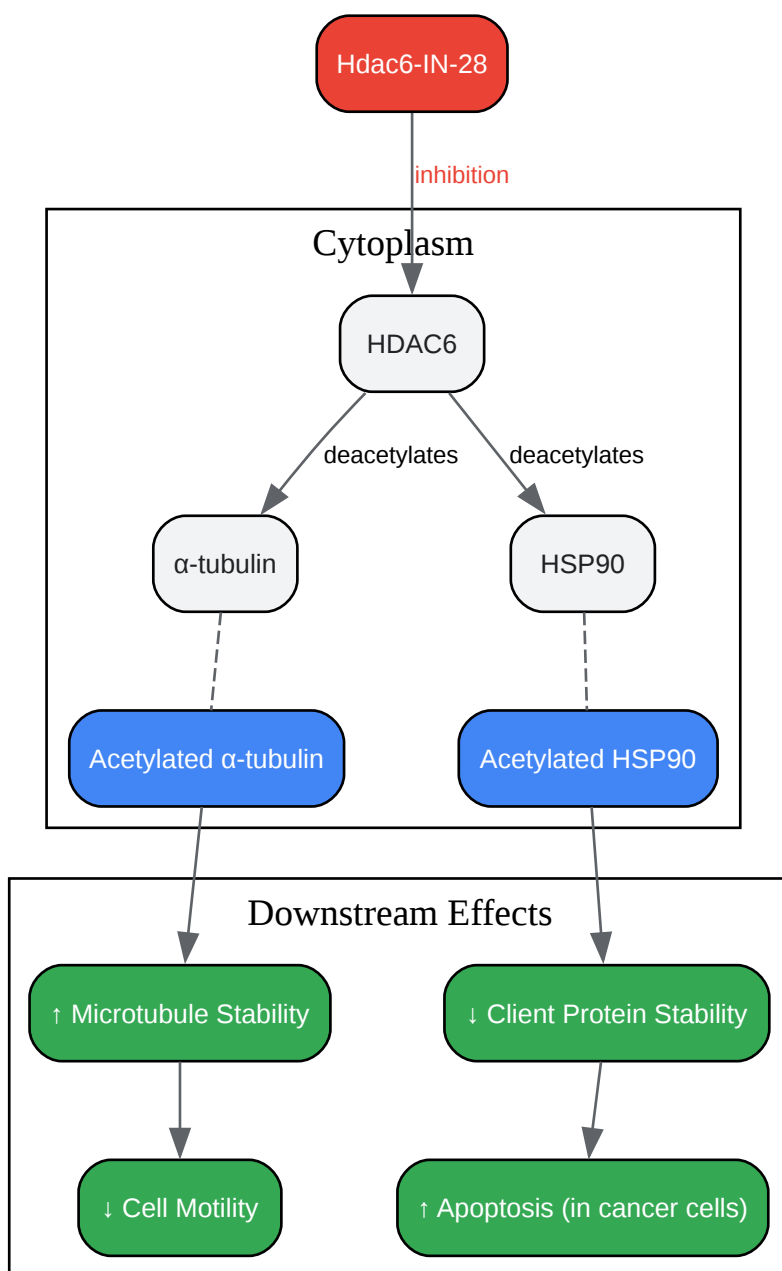 Hdac6-IN-28
inhibition
Cytoplasm
HDAC6
deacetylates
deacetylates
α-tubulin
HSP90
Acetylated α-tubulin
Acetylated HSP90
Downstream Effects
↑ Microtubule Stability
↓ Client Protein Stability
↓ Cell Motility
↑ Apoptosis (in cancer cells)